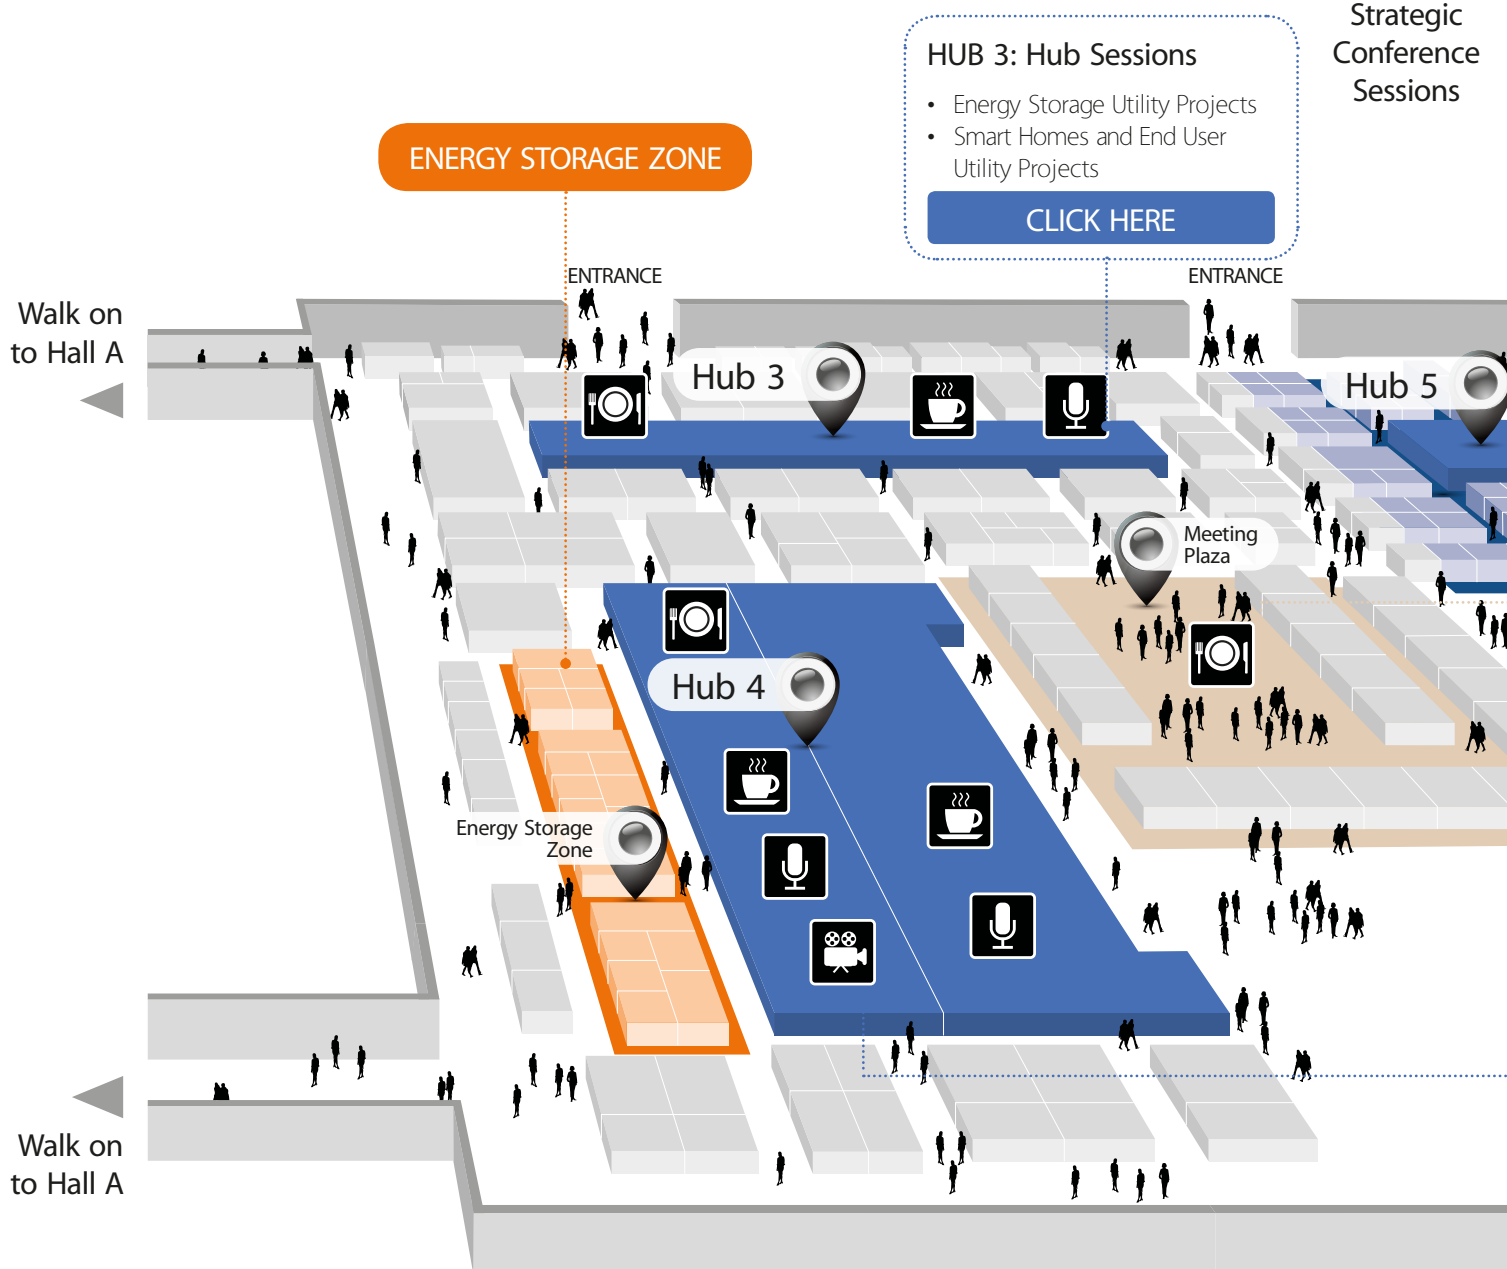 Strategic
Conference
Sessions
HUB 3: Hub Sessions
• Energy Storage Utility Projects
• Smart Homes and End User
Utility Projects
CLICK HERE
ENERGY STORAGE ZONE
ENTRANCE
ENTRANCE
Walk on
to Hall A
Hub 3
Hub 5
Meeting
Plaza
Hub 4
Energy Storage
Zone
Walk on
to Hall A